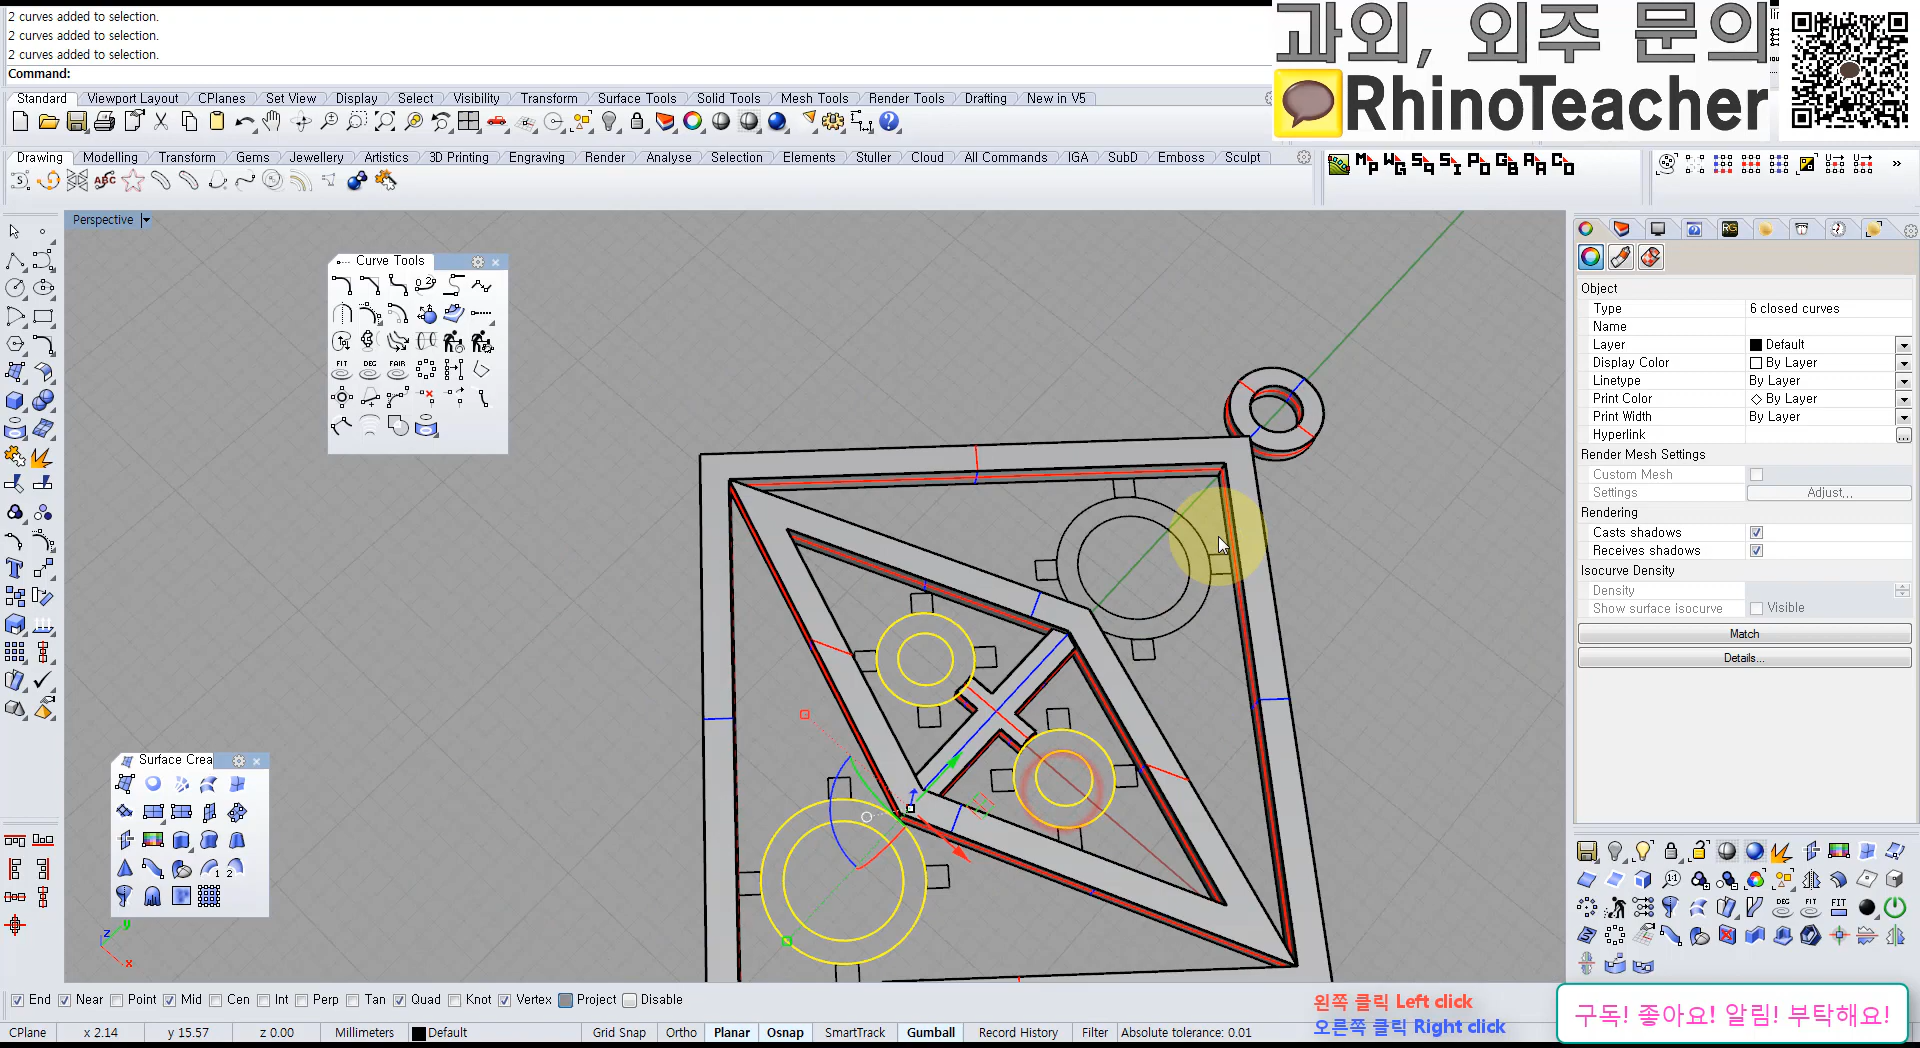 2 curves added to selection.
2 curves added to selection.
2 curves added to selection.
Command:
과외, 외주 문의
RhinoTeacher
Standard Viewport Layout CPlanes Set View Display Select Visibility Transform Surface Tools Solid Tools Mesh Tools Render Tools Drafting New in V5
Drawing Modelling Transform Gems Jewellery Artistics 3D Printing Engraving Render Analyse Selection Elements Stuller Cloud All Commands IGA SubD Emboss Sculpt
Perspective
Curve Tools
Surface Crea
Object
Type 6 closed curves
Name
Layer Default
Display Color By Layer
Linetype By Layer
Print Color By Layer
Print Width By Layer
Hyperlink ...
Render Mesh Settings
Custom Mesh
Settings Adjust...
Rendering
Casts shadows
Receives shadows
Isocurve Density
Density
Show surface isocurve Visible
Match
Details...
z y x
End Near Point Mid Cen Int Perp Tan Quad Knot Vertex Project Disable
왼쪽 클릭 Left click
오른쪽 클릭 Right click
구독! 좋아요! 알림! 부탁해요!
CPlane x 2.14 y 15.57 z 0.00 Millimeters Default Grid Snap Ortho Planar Osnap SmartTrack Gumball Record History Filter Absolute tolerance: 0.01